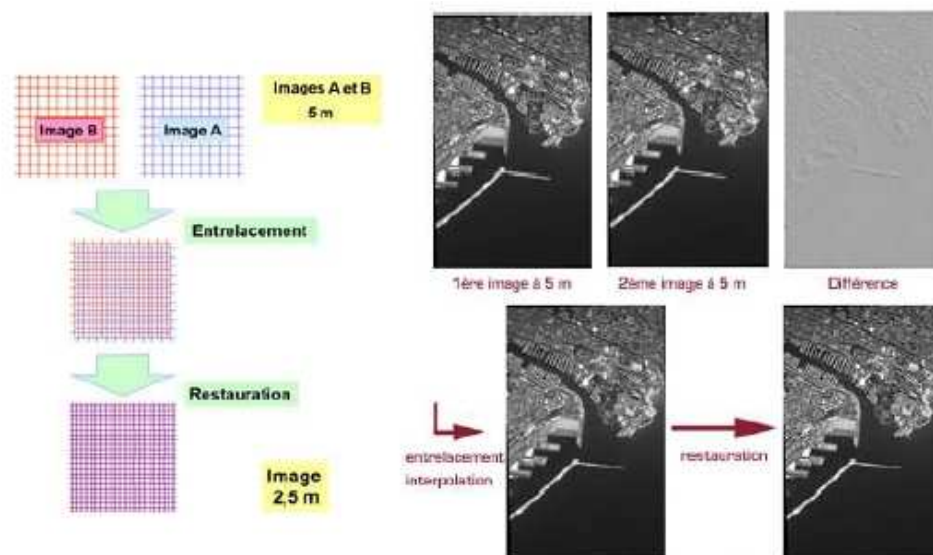 Image B
Image A
Images A et B
5 m
Entrelacement
Restauration
Image
2,5 m
1ère image à 5 m
2ème image à 5 m
Différence
entrelacement
interpolation
restauration